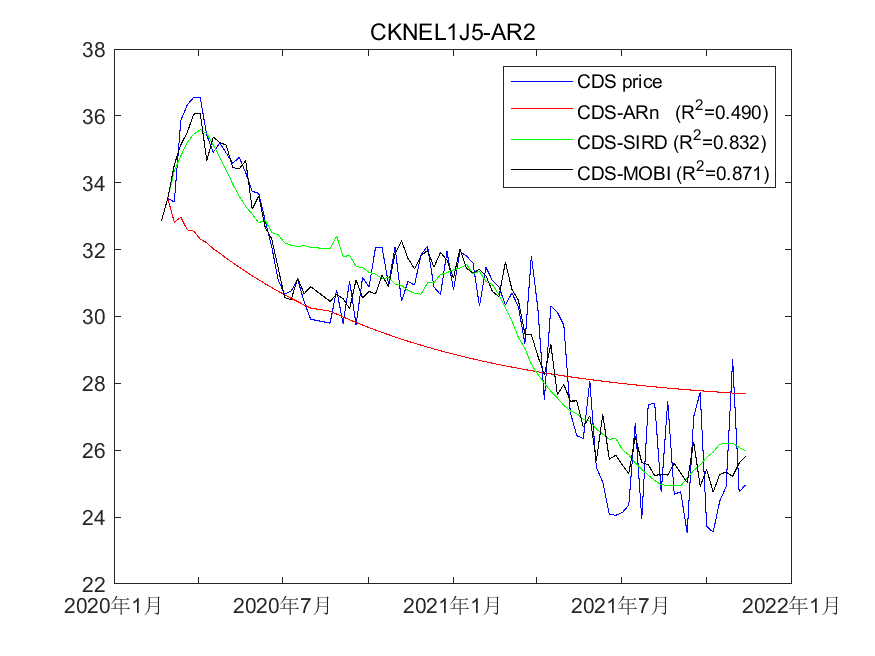 CKNEL1J5-AR2
38
36
34
32
30
28
26
24
22
CDS price
CDS-ARn (R²=0.490)
CDS-SIRD (R²=0.832)
CDS-MOBI (R²=0.871)
2020年1月 2020年7月 2021年1月 2021年7月 2022年1月